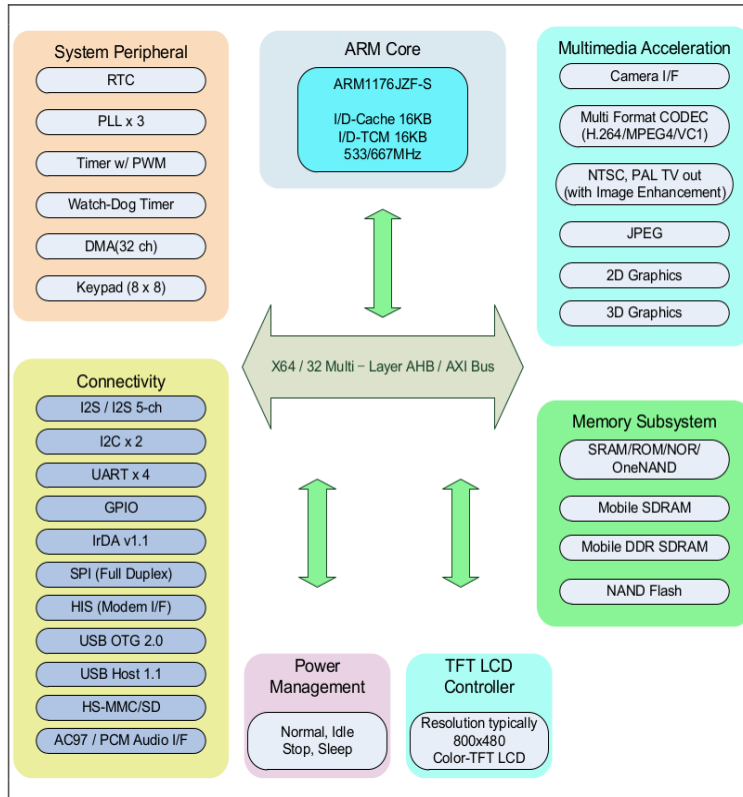 System Peripheral
RTC
PLL x 3
Timer w/ PWM
Watch-Dog Timer
DMA(32 ch)
Keypad (8 x 8)
ARM Core
ARM1176JZF-S
I/D-Cache 16KB
I/D-TCM 16KB
533/667MHz
Multimedia Acceleration
Camera I/F
Multi Format CODEC
(H.264/MPEG4/VC1)
NTSC, PAL TV out
(with Image Enhancement)
JPEG
2D Graphics
3D Graphics
X64 / 32 Multi – Layer AHB / AXI Bus
Connectivity
I2S / I2S 5-ch
I2C x 2
UART x 4
GPIO
IrDA v1.1
SPI (Full Duplex)
HIS (Modem I/F)
USB OTG 2.0
USB Host 1.1
HS-MMC/SD
AC97 / PCM Audio I/F
Memory Subsystem
SRAM/ROM/NOR/
OneNAND
Mobile SDRAM
Mobile DDR SDRAM
NAND Flash
Power
Management
Normal, Idle
Stop, Sleep
TFT LCD
Controller
Resolution typically
800x480
Color-TFT LCD